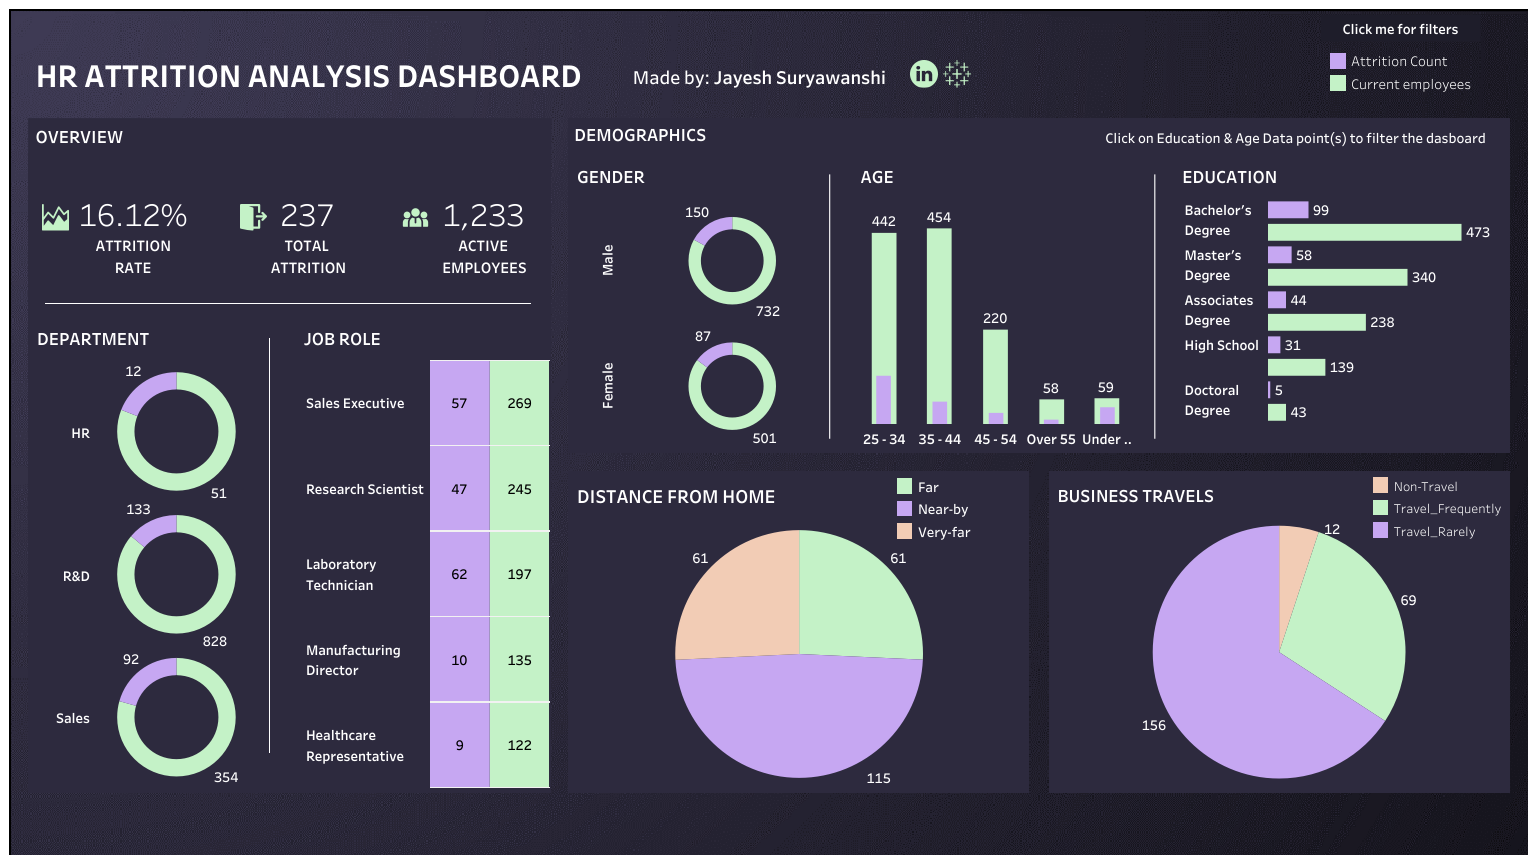 Click me for filters
HR ATTRITION ANALYSIS DASHBOARD
Made by: Jayesh Suryawanshi
in
Attrition Count
Current employees
OVERVIEW
16.12%
ATTRITION
RATE
237
TOTAL
ATTRITION
1,233
ACTIVE
EMPLOYEES
DEPARTMENT
12
HR
51
133
R&D
828
92
Sales
354
JOB ROLE
Sales Executive 57 269
Research Scientist 47 245
Laboratory
Technician 62 197
Manufacturing
Director 10 135
Healthcare
Representative 9 122
DEMOGRAPHICS
Click on Education & Age Data point(s) to filter the dasboard
GENDER
150
Male
732
87
Female
501
AGE
442 454 220 58 59
25 - 34 35 - 44 45 - 54 Over 55 Under ..
EDUCATION
Bachelor's 99
Degree 473
Master's 58
Degree 340
Associates 44
Degree 238
High School 31
139
Doctoral 5
Degree 43
DISTANCE FROM HOME
Far
Near-by
Very-far
61 61
115
BUSINESS TRAVELS
Non-Travel
Travel_Frequently
Travel_Rarely
12
69
156